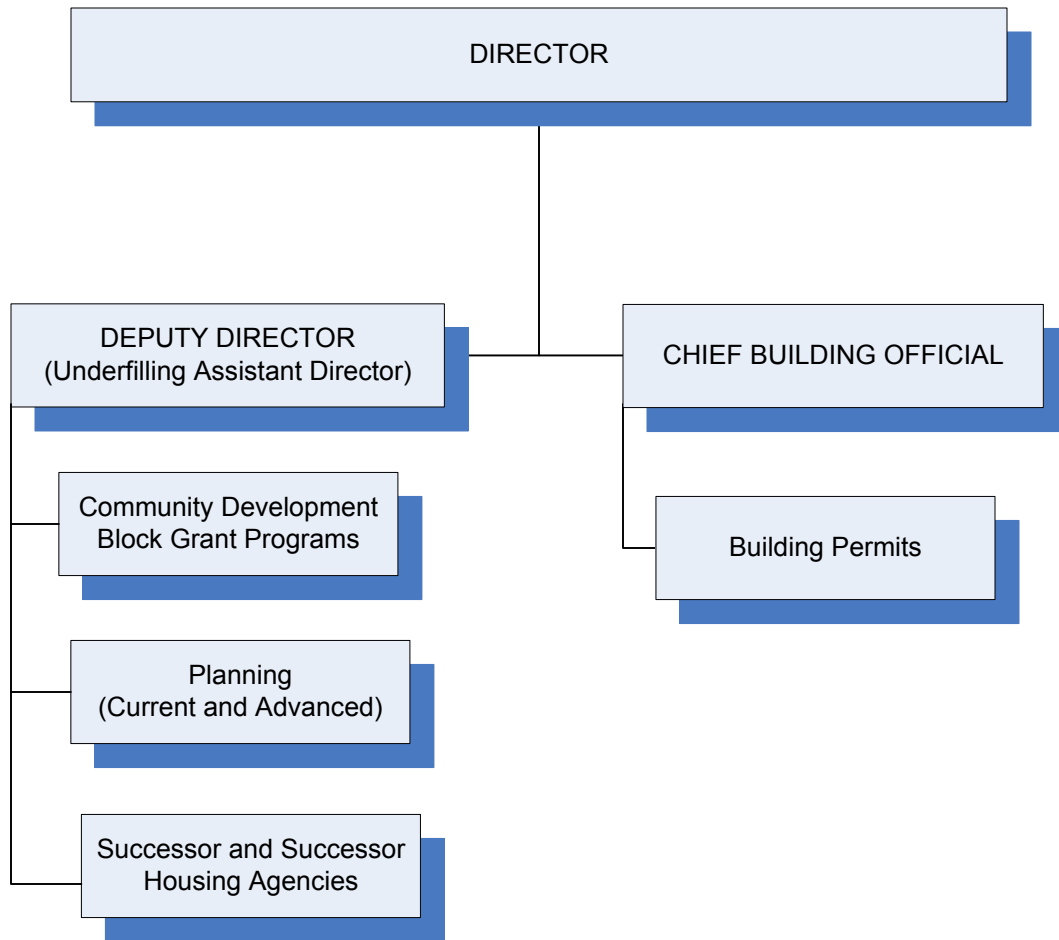 DIRECTOR
DEPUTY DIRECTOR
(Underfilling Assistant Director)
CHIEF BUILDING OFFICIAL
Community Development
Block Grant Programs
Building Permits
Planning
(Current and Advanced)
Successor and Successor
Housing Agencies